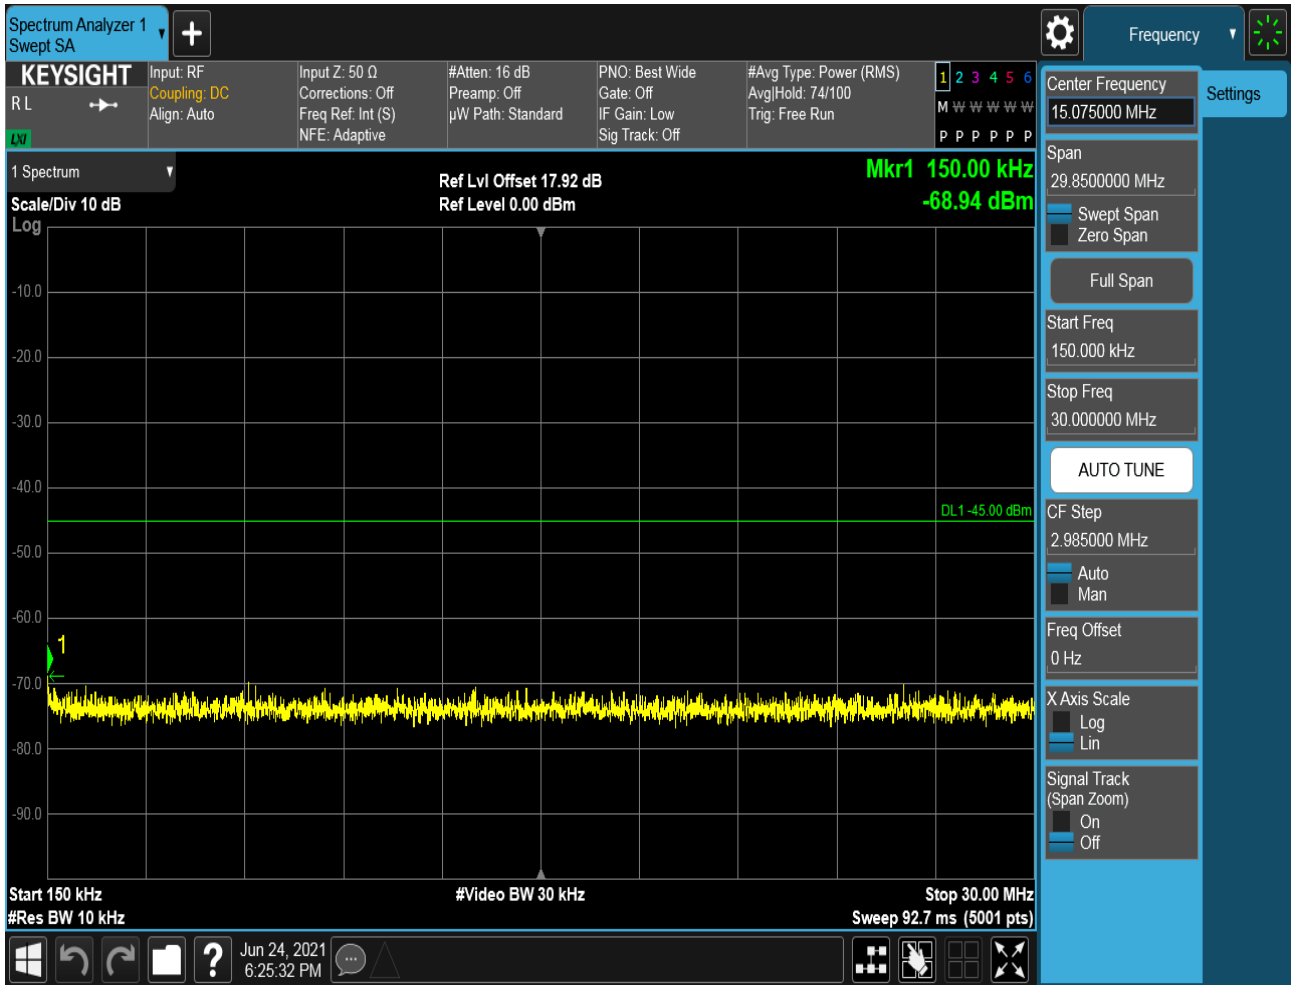 Spectrum Analyzer 1
Swept SA
Frequency
KEYSIGHT
R L
LXI
Input: RF
Coupling: DC
Align: Auto
Input Z: 50 Ω
Corrections: Off
Freq Ref: Int (S)
NFE: Adaptive
#Atten: 16 dB
Preamp: Off
µW Path: Standard
PNO: Best Wide
Gate: Off
IF Gain: Low
Sig Track: Off
#Avg Type: Power (RMS)
Avg|Hold: 74/100
Trig: Free Run
1 2 3 4 5 6
M W W W W W
P P P P P P
1 Spectrum
Scale/Div 10 dB
Log
Ref Lvl Offset 17.92 dB
Ref Level 0.00 dBm
Mkr1 150.00 kHz
-68.94 dBm
-10.0
-20.0
-30.0
-40.0
DL1 -45.00 dBm
-50.0
-60.0
1
-70.0
-80.0
-90.0
Start 150 kHz
#Video BW 30 kHz
Stop 30.00 MHz
#Res BW 10 kHz
Sweep 92.7 ms (5001 pts)
?
Jun 24, 2021
6:25:32 PM
Center Frequency
15.075000 MHz
Settings
Span
29.8500000 MHz
Swept Span
Zero Span
Full Span
Start Freq
150.000 kHz
Stop Freq
30.000000 MHz
AUTO TUNE
CF Step
2.985000 MHz
Auto
Man
Freq Offset
0 Hz
X Axis Scale
Log
Lin
Signal Track
(Span Zoom)
On
Off